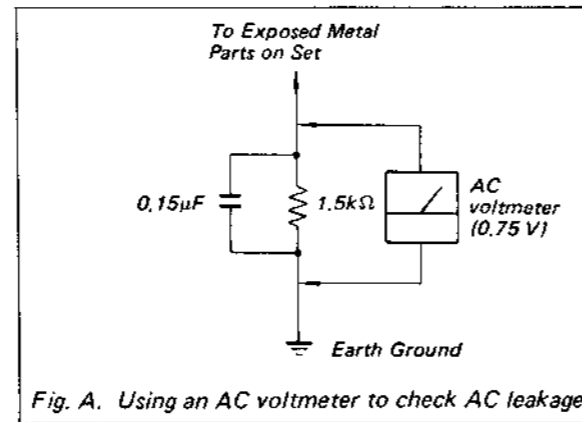 To Exposed Metal
Parts on Set
0.15μF
1.5kΩ
AC
voltmeter
(0.75 V)
Earth Ground
Fig. A. Using an AC voltmeter to check AC leakage